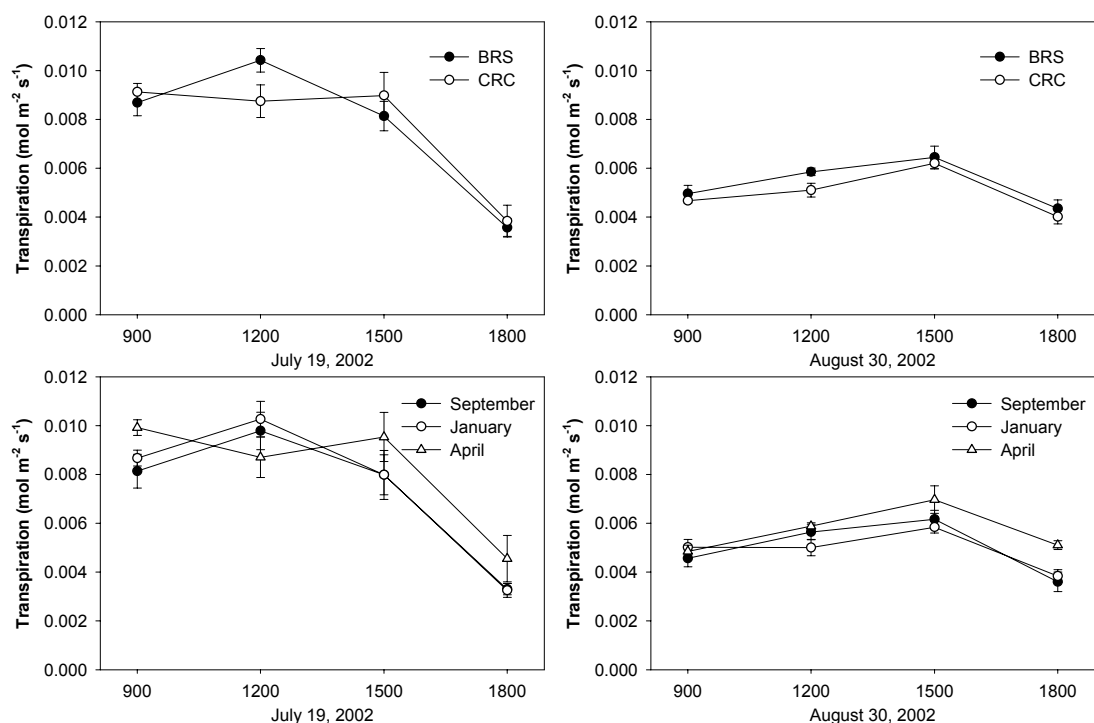 0.012
0.010
0.008
0.006
0.004
0.002
0.000
Transpiration (mol m⁻² s⁻¹)
BRS
CRC
900 1200 1500 1800
July 19, 2002
0.012
0.010
0.008
0.006
0.004
0.002
0.000
Transpiration (mol m⁻² s⁻¹)
BRS
CRC
900 1200 1500 1800
August 30, 2002
0.012
0.010
0.008
0.006
0.004
0.002
0.000
Transpiration (mol m⁻² s⁻¹)
September
January
April
900 1200 1500 1800
July 19, 2002
0.012
0.010
0.008
0.006
0.004
0.002
0.000
Transpiration (mol m⁻² s⁻¹)
September
January
April
900 1200 1500 1800
August 30, 2002